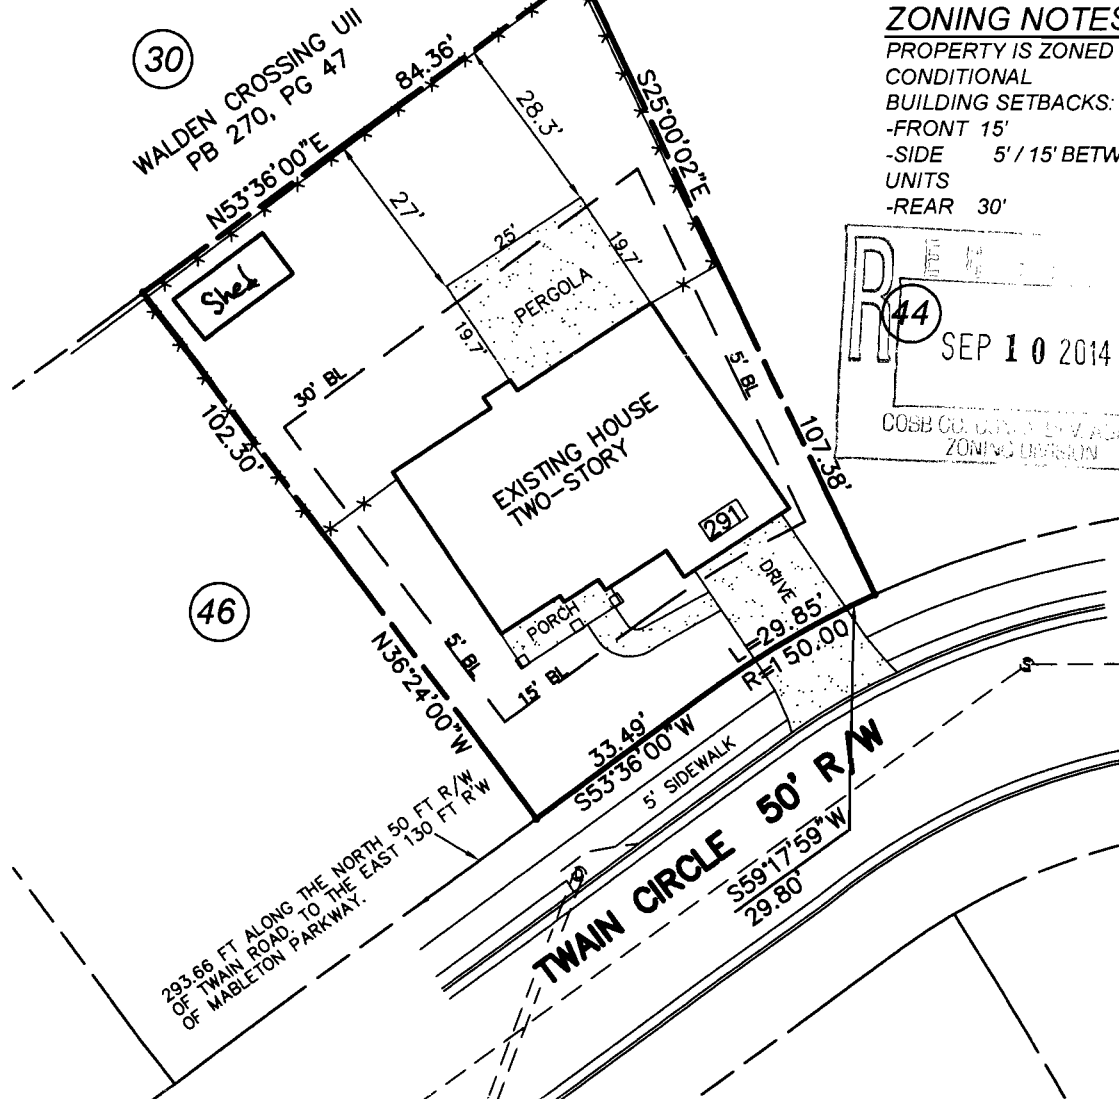 30
WALDEN CROSSING UII
PB 270, PG 47
84.36'
N53°36'00"E
S25°00'02"E
28.3'
27'
25'
19.7'
PERGOLA
19.7'
Shed
30' BL
5' BL
102.30'
107.38'
EXISTING HOUSE
TWO-STORY
291
DRIVE
PORCH
46
N36°24'00"W
5' BL
15' BL
L=29.85'
R=150.00
33.49'
S53°36'00"W
5' SIDEWALK
TWAIN CIRCLE 50' R/W
S59°17'59"W
29.80'
293.66 FT ALONG THE NORTH 50 FT R/W
OF TWAIN ROAD. TO THE EAST 130 FT R'W
OF MABLETON PARKWAY.
S
ZONING NOTES
PROPERTY IS ZONED
CONDITIONAL
BUILDING SETBACKS:
-FRONT 15'
-SIDE 5' / 15' BETW
UNITS
-REAR 30'
R
44
SEP 10 2014
COBB CO.
ZONING DIVISION